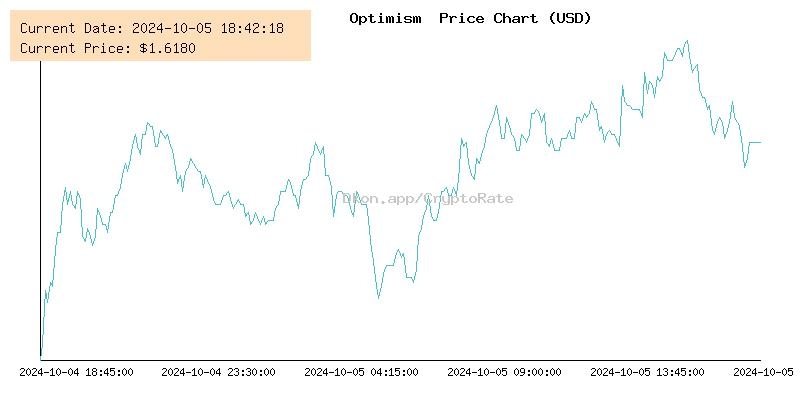 Optimism  Price Chart (USD)
Current Date: 2024-10-05 18:42:18
Current Price: $1.6180
Dkon.app/CryptoRate
2024-10-04 18:45:00 2024-10-04 23:30:00 2024-10-05 04:15:00 2024-10-05 09:00:00 2024-10-05 13:45:00 2024-10-05